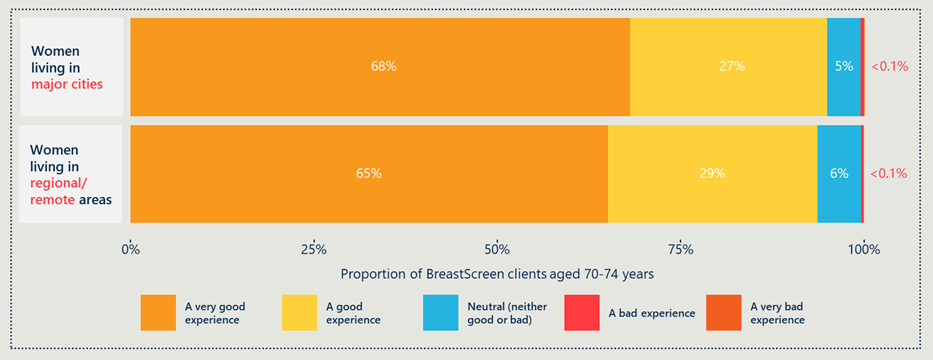 Women
living in
major cities
68%
27%
5%
<0.1%
Women
living in
regional/
remote areas
65%
29%
6%
<0.1%
0%
25%
50%
75%
100%
Proportion of BreastScreen clients aged 70-74 years
A very good
experience
A good
experience
Neutral (neither
good or bad)
A bad experience
A very bad
experience